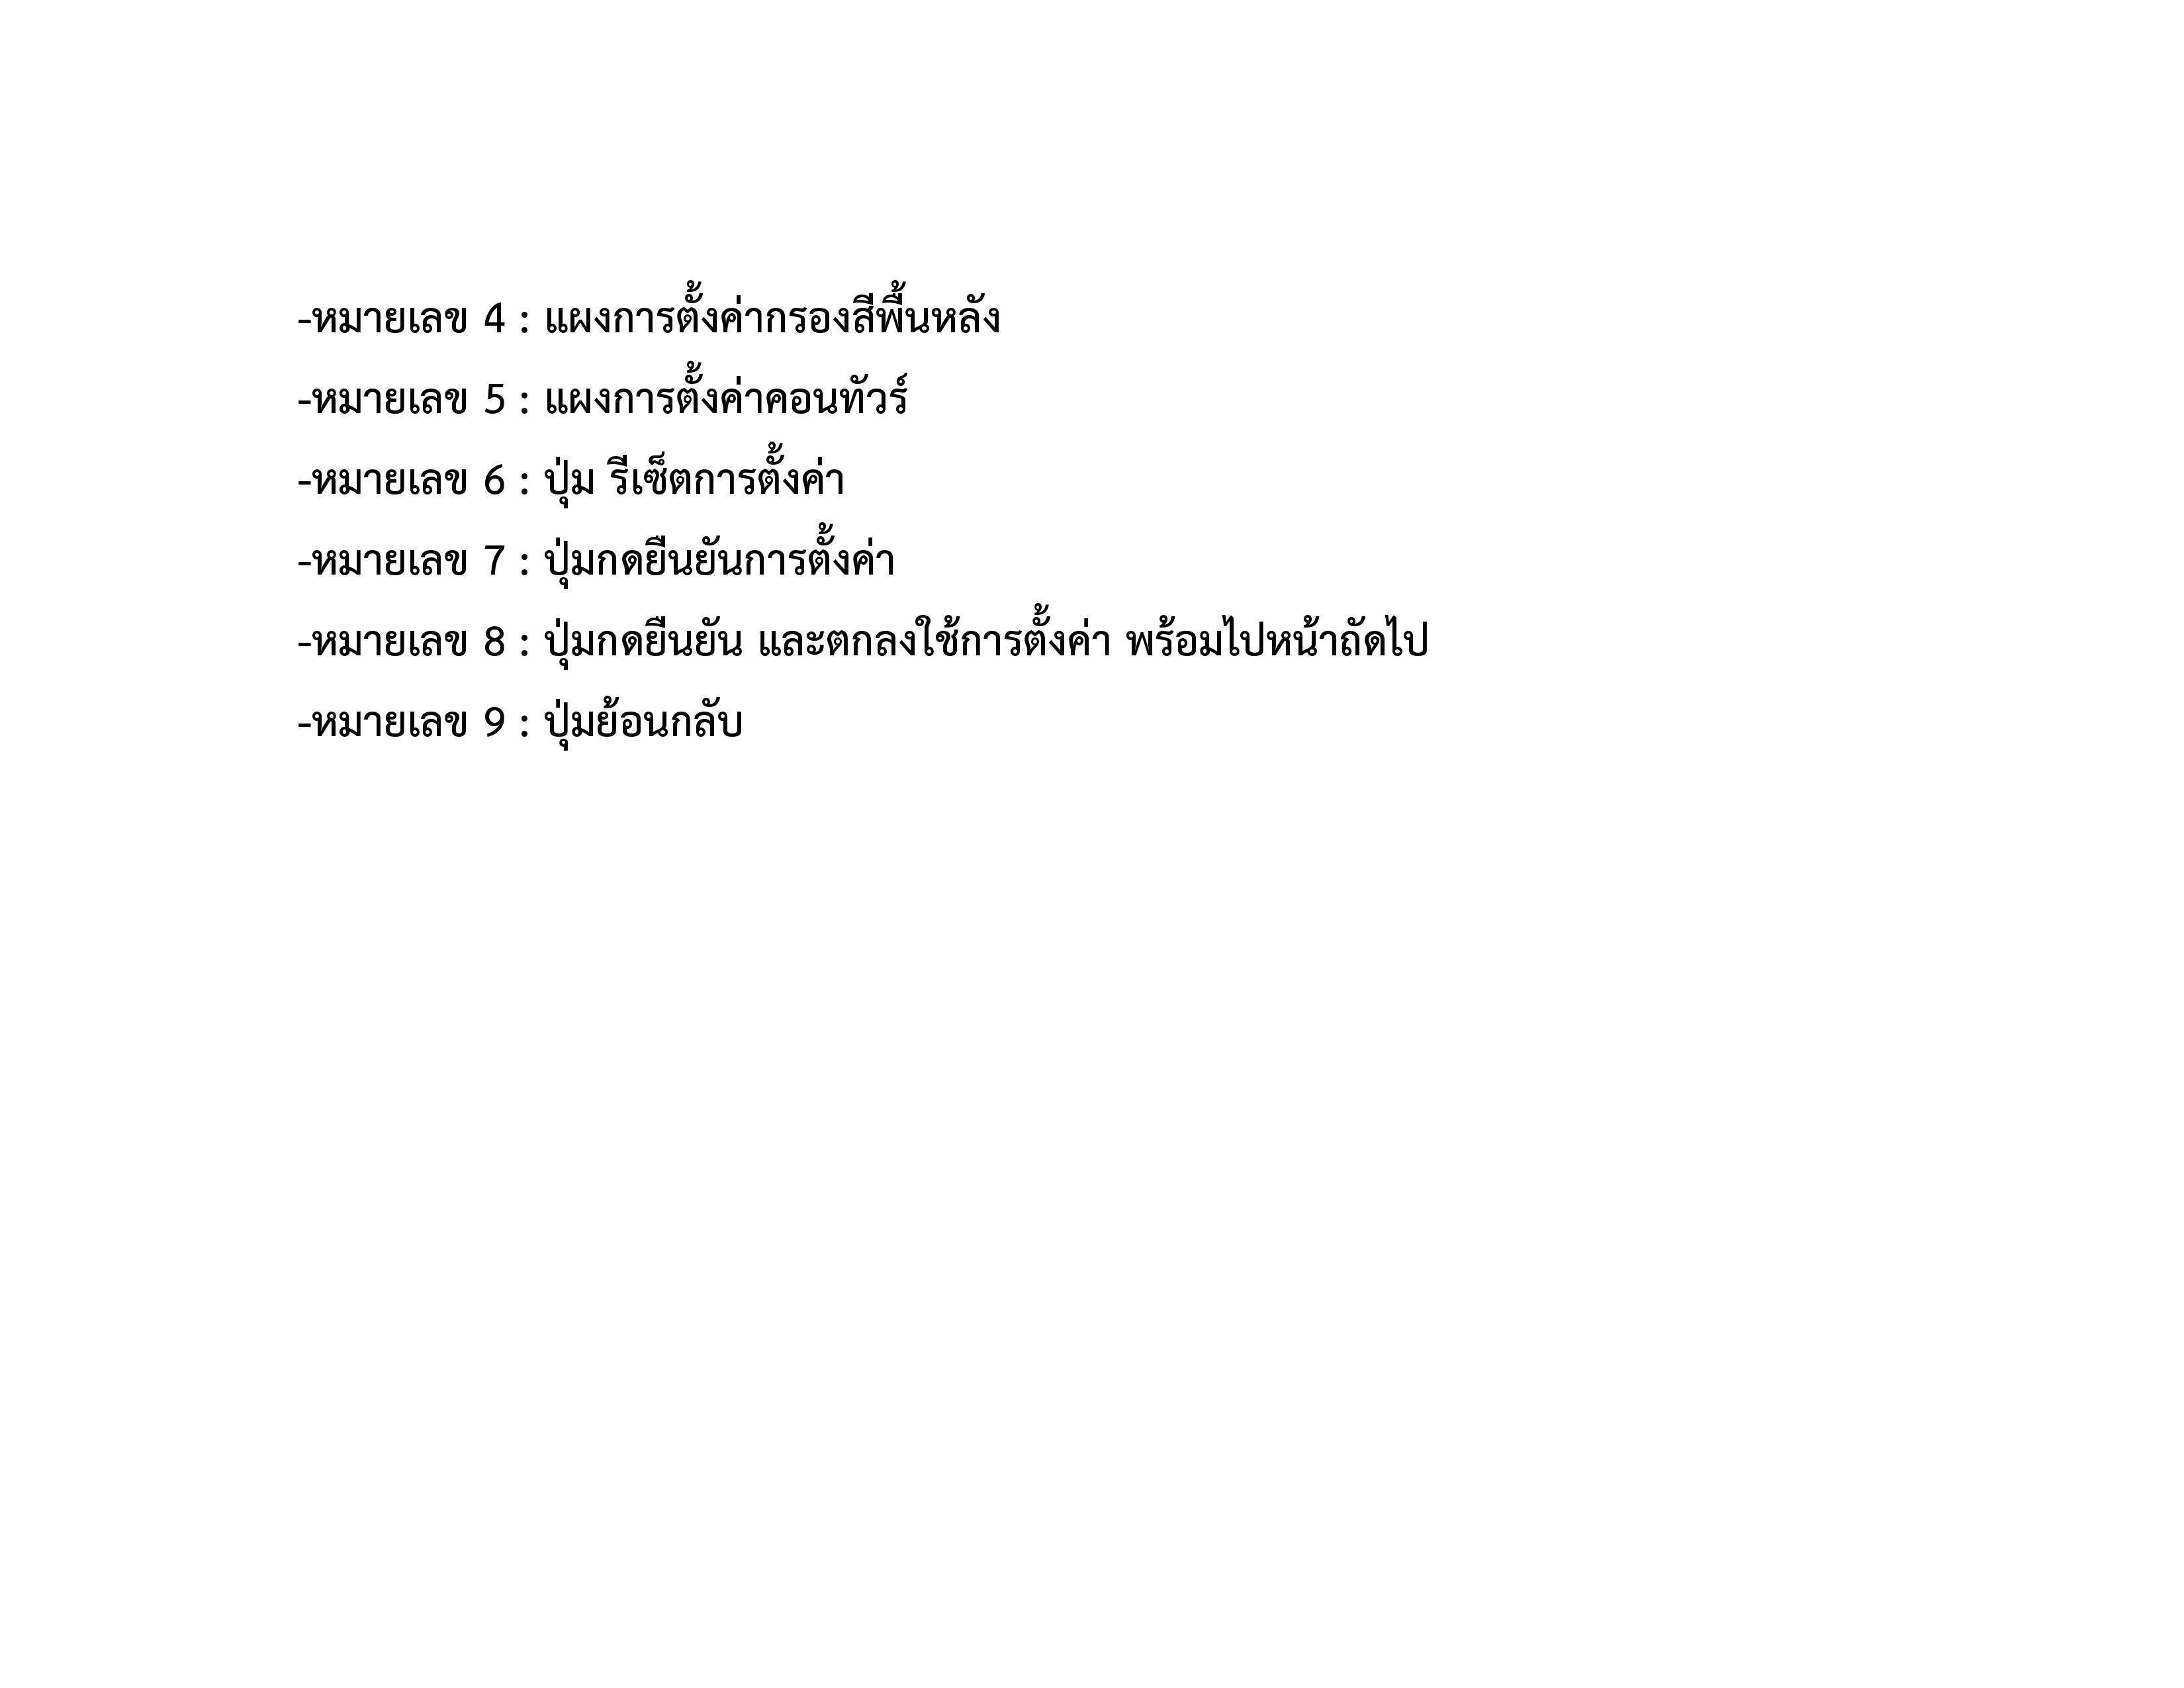 -หมายเลข 4 : แผงการตั้งค่ากรองสีพื้นหลัง
-หมายเลข 5 : แผงการตั้งค่าคอนทัวร์
-หมายเลข 6 : ปุ่ม รีเซ็ตการตั้งค่า
-หมายเลข 7 : ปุ่มกดยืนยันการตั้งค่า
-หมายเลข 8 : ปุ่มกดยืนยัน และตกลงใช้การตั้งค่า พร้อมไปหน้าถัดไป
-หมายเลข 9 : ปุ่มย้อนกลับ